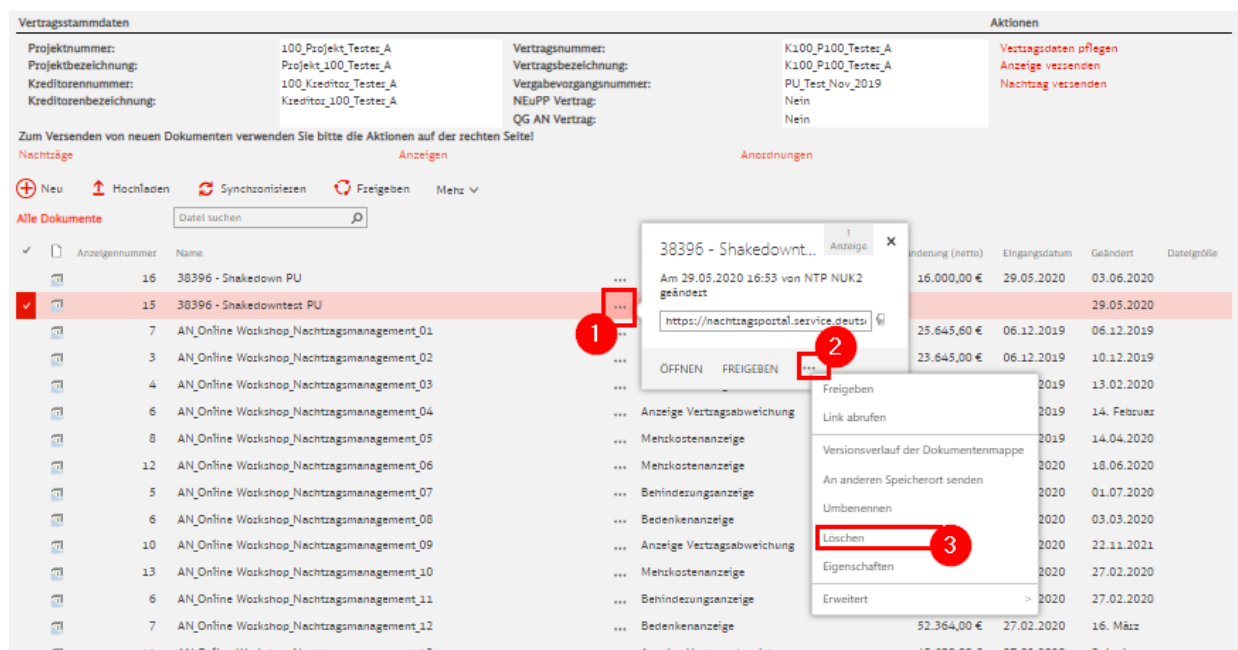 Vertragsstammdaten Aktionen
Projektnummer: 100_Projekt_Tester_A Vertragsnummer: K100_P100_Tester_A Vertragsdaten pflegen
Projektbezeichnung: Projekt_100_Tester_A Vertragsbezeichnung: K100_P100_Tester_A Anzeige versenden
Kreditorennummer: 100_Kreditor_Tester_A Vergabevorgangsnummer: PU_Test_Nov_2019 Nachtrag versenden
Kreditorenbezeichnung: Kreditor_100_Tester_A NEuPP Vertrag: Nein
QG AN Vertrag: Nein
Zum Versenden von neuen Dokumenten verwenden Sie bitte die Aktionen auf der rechten Seite!
Nachträge Anzeigen Anordnungen
Neu Hochladen Synchronisieren Freigeben Mehr
Alle Dokumente Datei suchen
38396 - Shakedownt... 1 Anzeige ×
Anzeigennummer Name nderung (netto) Eingangsdatum Geändert Dateigröße
16 38396 - Shakedown PU ... Am 29.05.2020 16:53 von NTP NUK2 geändert 16.000,00 € 29.05.2020 03.06.2020
15 38396 - Shakedowntest PU ... 29.05.2020
https://nachtragsportal.service.deuts
1
7 AN_Online Workshop_Nachtragsmanagement_01 ... 25.645,60 € 06.12.2019 06.12.2019
2
3 AN_Online Workshop_Nachtragsmanagement_02 ... 23.645,00 € 06.12.2019 10.12.2019
ÖFFNEN FREIGEBEN ...
4 AN_Online Workshop_Nachtragsmanagement_03 ... Freigeben 2019 13.02.2020
6 AN_Online Workshop_Nachtragsmanagement_04 ... Anzeige Vertragsabweichung Link abrufen 2019 14. Februar
8 AN_Online Workshop_Nachtragsmanagement_05 ... Mehrkostenanzeige 2019 14.04.2020
Versionsverlauf der Dokumentenmappe
12 AN_Online Workshop_Nachtragsmanagement_06 ... Mehrkostenanzeige 2020 18.06.2020
An anderen Speicherort senden
5 AN_Online Workshop_Nachtragsmanagement_07 ... Behinderungsanzeige 2020 01.07.2020
Umbenennen
6 AN_Online Workshop_Nachtragsmanagement_08 ... Bedenkenanzeige 2020 03.03.2020
Löschen 3
10 AN_Online Workshop_Nachtragsmanagement_09 ... Anzeige Vertragsabweichung 2020 22.11.2021
Eigenschaften
13 AN_Online Workshop_Nachtragsmanagement_10 ... Mehrkostenanzeige 2020 27.02.2020
6 AN_Online Workshop_Nachtragsmanagement_11 ... Behinderungsanzeige Erweitert > 2020 27.02.2020
7 AN_Online Workshop_Nachtragsmanagement_12 ... Bedenkenanzeige 52.364,00 € 27.02.2020 16. März